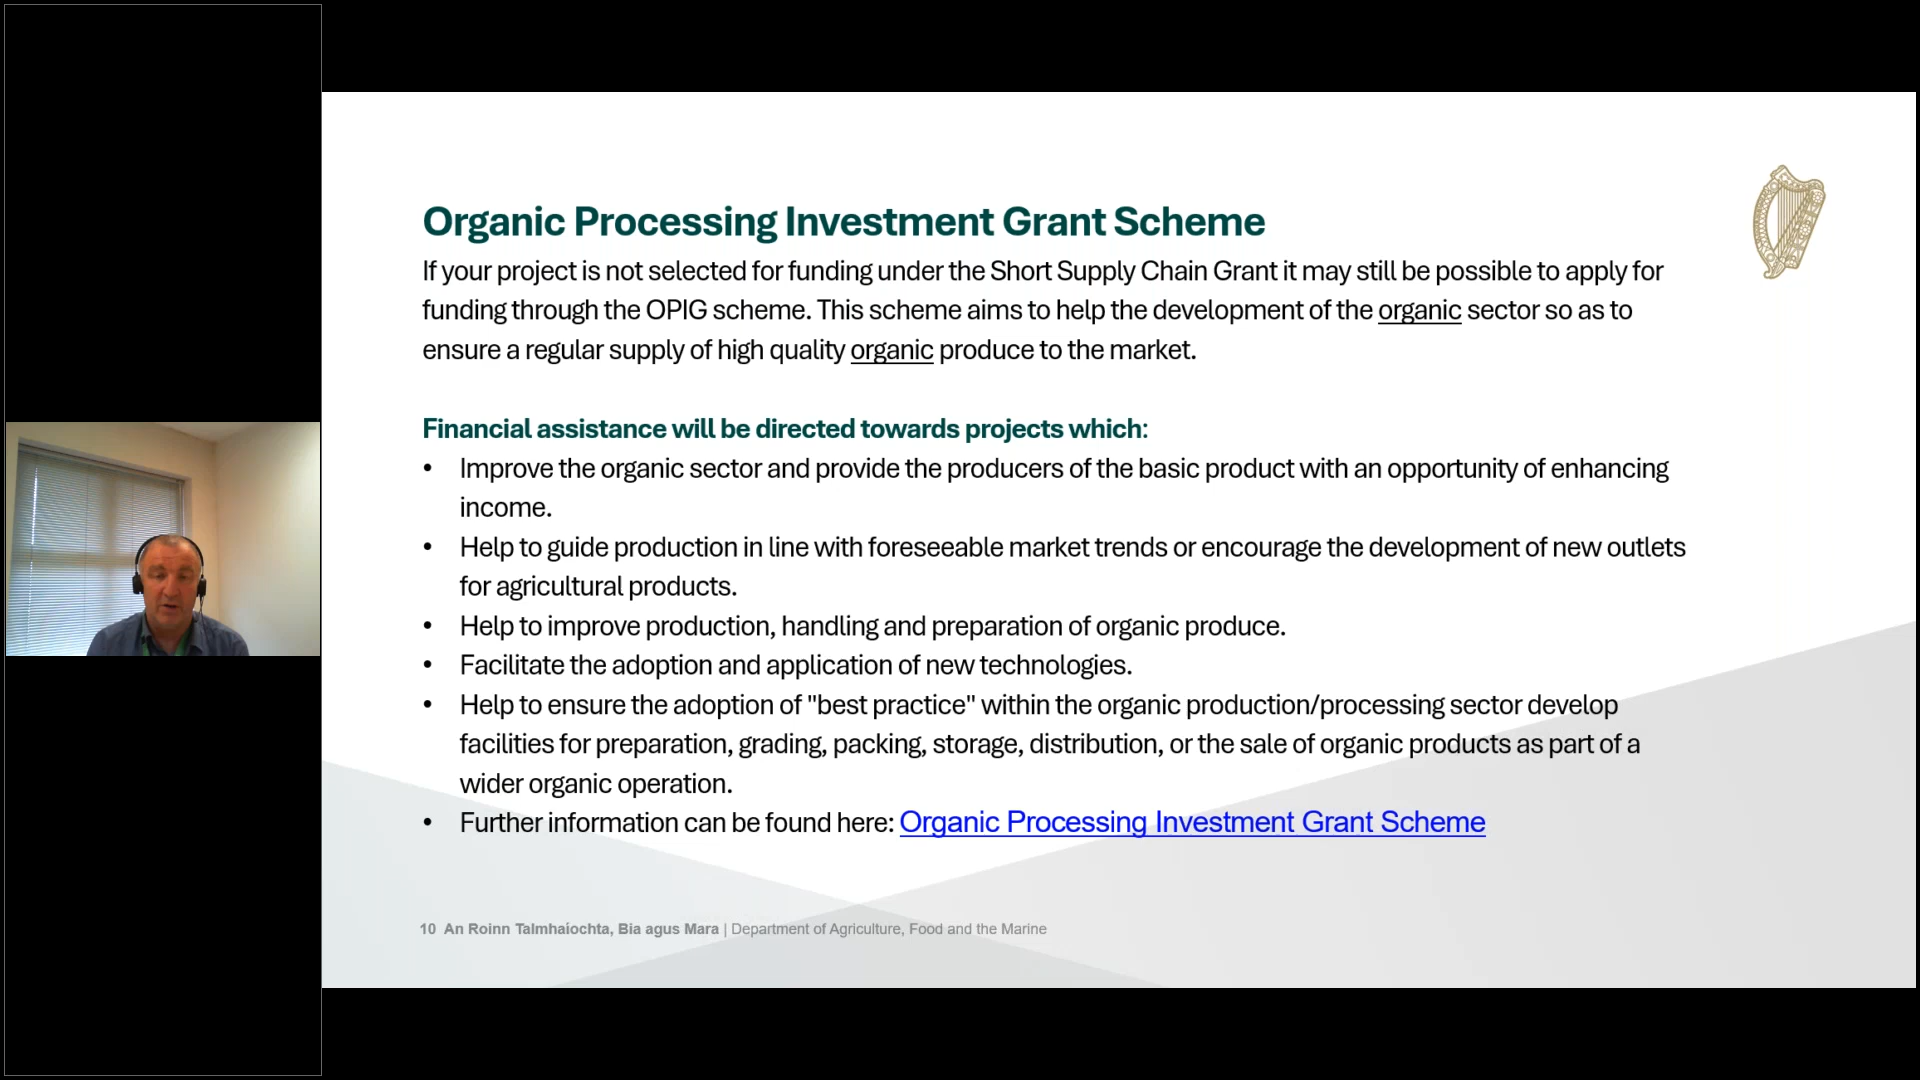 Organic Processing Investment Grant Scheme
If your project is not selected for funding under the Short Supply Chain Grant it may still be possible to apply for
funding through the OPIG scheme. This scheme aims to help the development of the organic sector so as to
ensure a regular supply of high quality organic produce to the market.
Financial assistance will be directed towards projects which:
• Improve the organic sector and provide the producers of the basic product with an opportunity of enhancing
income.
• Help to guide production in line with foreseeable market trends or encourage the development of new outlets
for agricultural products.
• Help to improve production, handling and preparation of organic produce.
• Facilitate the adoption and application of new technologies.
• Help to ensure the adoption of "best practice" within the organic production/processing sector develop
facilities for preparation, grading, packing, storage, distribution, or the sale of organic products as part of a
wider organic operation.
• Further information can be found here: Organic Processing Investment Grant Scheme
10 An Roinn Talmhaíochta, Bia agus Mara | Department of Agriculture, Food and the Marine